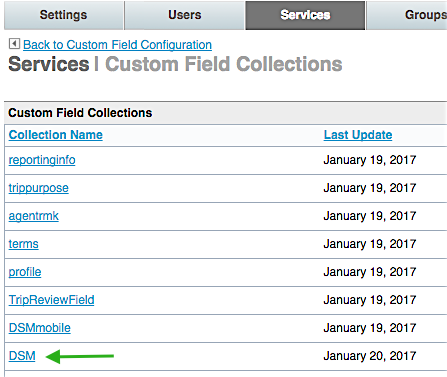 Settings Users Services Groups
Back to Custom Field Configuration
Services | Custom Field Collections
Custom Field Collections
Collection Name Last Update
reportinginfo January 19, 2017
trippurpose January 19, 2017
agentrmk January 19, 2017
terms January 19, 2017
profile January 19, 2017
TripReviewField January 19, 2017
DSMmobile January 19, 2017
DSM January 20, 2017